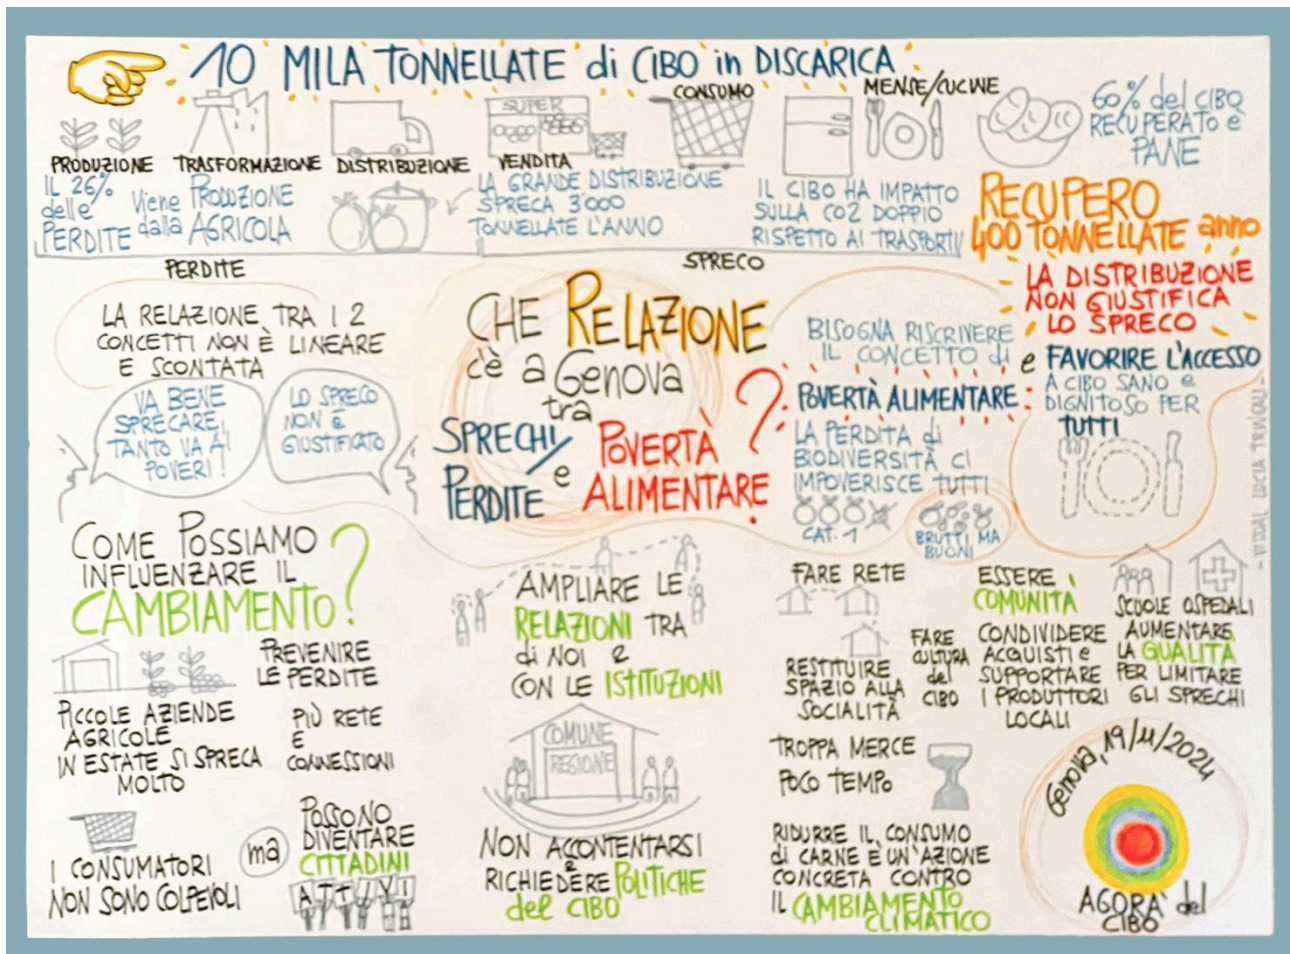 10 MILA TONNELLATE di CIBO in DISCARICA
PRODUZIONE
TRASFORMAZIONE
DISTRIBUZIONE
SUPER
VENDITA
CONSUMO
MENSE/CUCINE
60% del CIBO
RECUPERATO è
PANE
IL 26%
delle
PERDITE
Viene PRODUZIONE
dalla AGRICOLA
LA GRANDE DISTRIBUZIONE
SPRECA 3'000
TONNELLATE L'ANNO
IL CIBO HA IMPATTO
SULLA CO2 DOPPIO
RISPETTO AI TRASPORTI
RECUPERO
400 TONNELLATE anno
PERDITE
SPRECO
LA DISTRIBUZIONE
NON GIUSTIFICA
LO SPRECO
LA RELAZIONE TRA I 2
CONCETTI NON È LINEARE
E SCONTATA
VA BENE
SPRECARE,
TANTO VA AI
POVERI!
LO SPRECO
NON È
GIUSTIFICATO
CHE RELAZIONE
c'è a Genova
tra
SPRECHI/
PERDITE e
POVERTÀ
ALIMENTARE?
BISOGNA RISCRIVERE
IL CONCETTO di
POVERTÀ ALIMENTARE:
LA PERDITA di
BIODIVERSITÀ CI
IMPOVERISCE TUTTI
CAT. 1
BRUTTI MA
BUONI
e FAVORIRE L'ACCESSO
A CIBO SANO e
DIGNITOSO PER
TUTTI
COME POSSIAMO
INFLUENZARE IL
CAMBIAMENTO?
PREVENIRE
LE PERDITE
PICCOLE AZIENDE
AGRICOLE
IN ESTATE SI SPRECA
MOLTO
PIÙ RETE
E
CONNESSIONI
I CONSUMATORI
NON SONO COLPEVOLI
ma
POSSONO
DIVENTARE
CITTADINI
ATTIVI
AMPLIARE LE
RELAZIONI TRA
di NOI e
CON LE ISTITUZIONI
COMUNE
REGIONE
NON ACCONTENTARSI
e
RICHIEDERE POLITICHE
del CIBO
FARE RETE
RESTITUIRE
SPAZIO ALLA
SOCIALITÀ
FARE
CULTURA
del
CIBO
TROPPA MERCE
POCO TEMPO
RIDURRE IL CONSUMO
di CARNE È UN'AZIONE
CONCRETA CONTRO
IL CAMBIAMENTO
CLIMATICO
ESSERE
COMUNITÀ
CONDIVIDERE
ACQUISTI e
SUPPORTARE
I PRODUTTORI
LOCALI
SCUOLE OSPEDALI
AUMENTARE
LA QUALITÀ
PER LIMITARE
GLI SPRECHI
Genova, 19/11/2024
AGORÀ del
CIBO